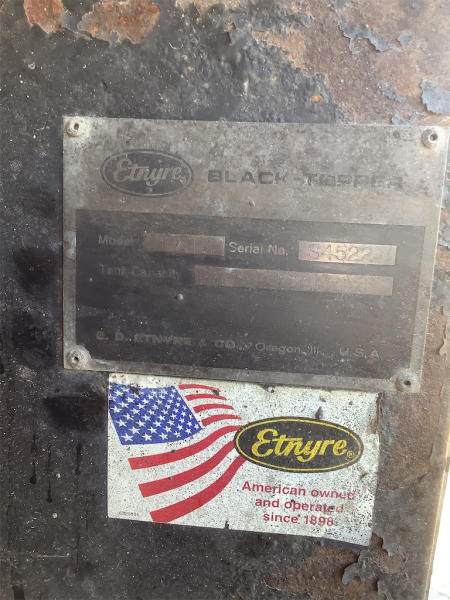 Etnyre BLACK-TOPPER
Model Serial No.
Tank Capacity
E. D. ETNYRE & CO., Oregon, Ill., U.S.A
Etnyre®
American owned
and operated
since 1898